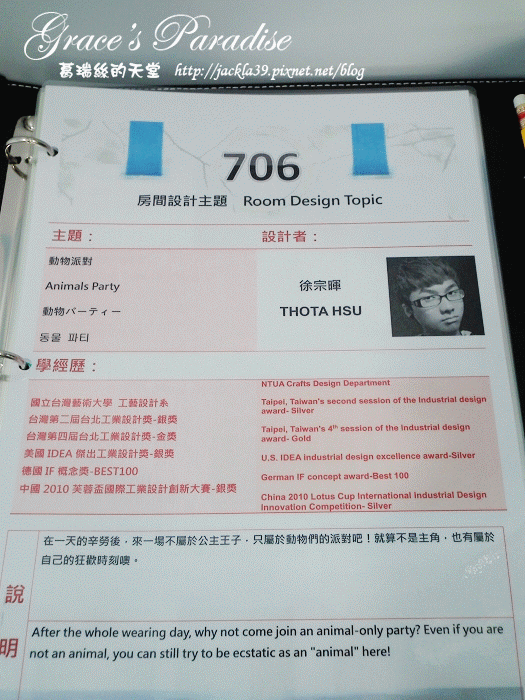 Grace's Paradise
葛瑞絲的天堂 http://jackla39.pixnet.net/blog
706
房間設計主題 Room Design Topic
主題： 設計者：
動物派對
Animals Party
動物パーティー
동물 파티
徐宗暉
THOTA HSU
學經歷：
國立台灣藝術大學 工藝設計系
台灣第二屆台北工業設計獎-銀獎
台灣第四屆台北工業設計獎-金獎
美國 IDEA 傑出工業設計獎-銀獎
德國 IF 概念獎-BEST100
中國 2010 芙蓉盃國際工業設計創新大賽-銀獎
NTUA Crafts Design Department
Taipei, Taiwan's second session of the Industrial design
award- Silver
Taipei, Taiwan's 4th session of the Industrial design
award- Gold
U.S. IDEA industrial design excellence award-Silver
German IF concept award-Best 100
China 2010 Lotus Cup International Industrial Design
Innovation Competition- Silver
說明
在一天的辛勞後，來一場不屬於公主王子，只屬於動物們的派對吧！就算不是主角，也有屬於
自己的狂歡時刻噢。
After the whole wearing day, why not come join an animal-only party? Even if you are
not an animal, you can still try to be ecstatic as an "animal" here!